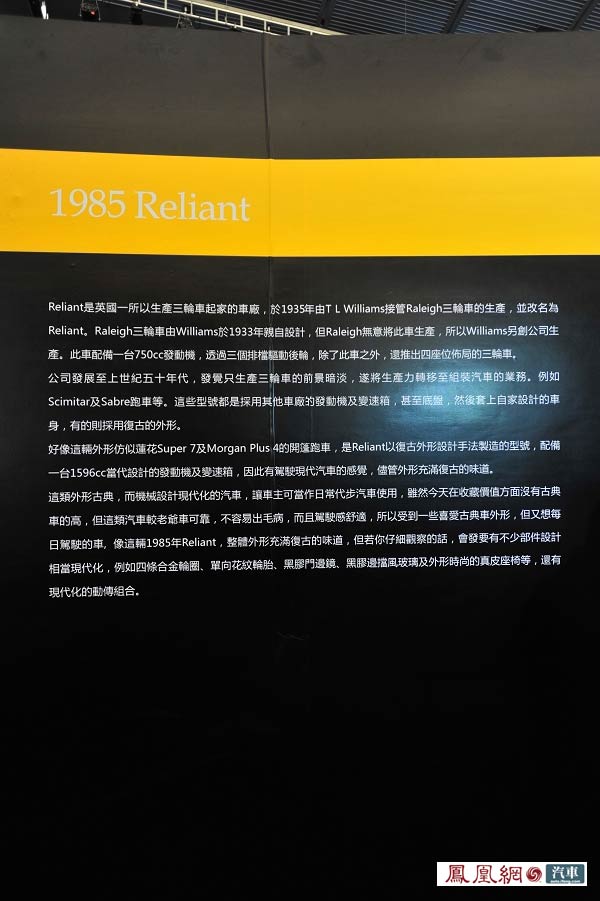 1985 Reliant
Reliant是英國一所以生產三輪車起家的車廠，於1935年由T L Williams接管Raleigh三輪車的生產，並改名為
Reliant。Raleigh三輪車由Williams於1933年親自設計，但Raleigh無意將此車生產，所以Williams另創公司生
產。此車配備一台750cc發動機，透過三個排檔驅動後輪，除了此車之外，還推出四座位佈局的三輪車。
公司發展至上世紀五十年代，發覺只生產三輪車的前景暗淡，遂將生產力轉移至組裝汽車的業務。例如
Scimitar及Sabre跑車等。這些型號都是採用其他車廠的發動機及變速箱，甚至底盤，然後套上自家設計的車
身，有的則採用復古的外形。
好像這輛外形仿似蓮花Super 7及Morgan Plus 4的開篷跑車，是Reliant以復古外形設計手法製造的型號，配備
一台1596cc當代設計的發動機及變速箱，因此有駕駛現代汽車的感覺，儘管外形充滿復古的味道。
這類外形古典，而機械設計現代化的汽車，讓車主可當作日常代步汽車使用，雖然今天在收藏價值方面沒有古典
車的高，但這類汽車較老爺車可靠，不容易出毛病，而且駕駛感舒適，所以受到一些喜愛古典車外形，但又想每
日駕駛的車，像這輛1985年Reliant，整體外形充滿復古的味道，但若你仔細觀察的話，會發要有不少部件設計
相當現代化，例如四條合金輪圈、單向花紋輪胎、黑膠門邊鏡、黑膠邊擋風玻璃及外形時尚的真皮座椅等，還有
現代化的動傳組合。
鳳凰網 汽車
auto.ifeng.com